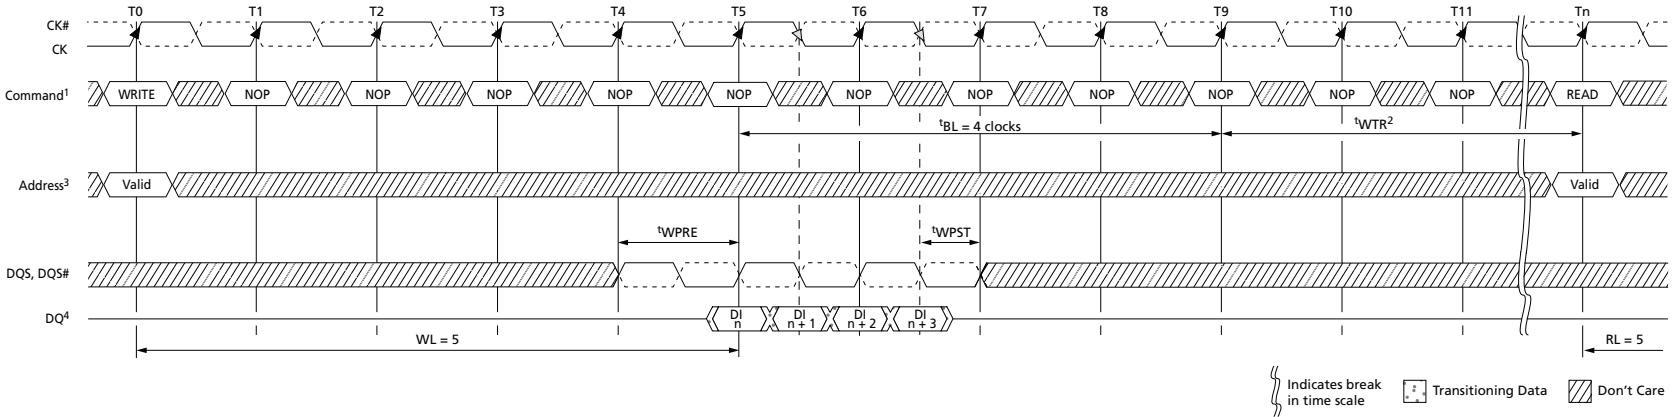 T0 T1 T2 T3 T4 T5 T6 T7 T8 T9 T10 T11 Tn
CK#
CK
Command1 WRITE NOP NOP NOP NOP NOP NOP NOP NOP NOP NOP NOP READ
tBL = 4 clocks tWTR2
Address3 Valid Valid
tWPRE tWPST
DQS, DQS#
DQ4 DI n DI n + 1 DI n + 2 DI n + 3
WL = 5 RL = 5
Indicates break in time scale Transitioning Data Don't Care